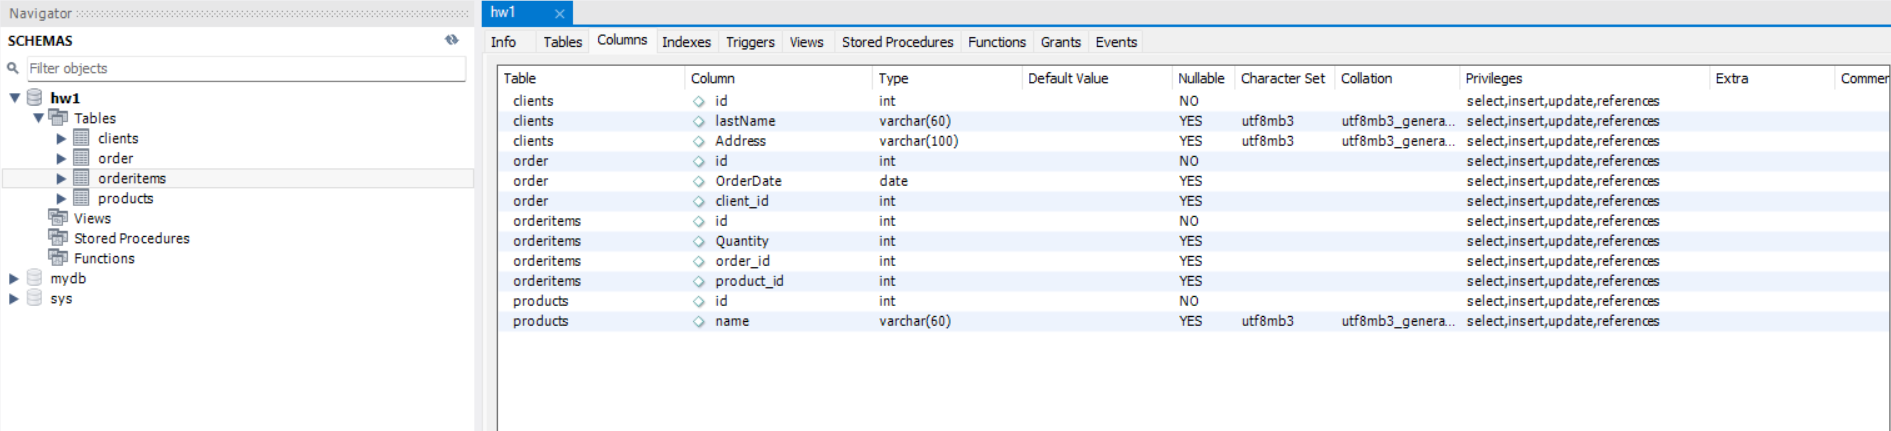 Navigator
SCHEMAS
Filter objects
hw1
Tables
clients
order
orderitems
products
Views
Stored Procedures
Functions
mydb
sys
hw1 ×
Info Tables Columns Indexes Triggers Views Stored Procedures Functions Grants Events
Table Column Type Default Value Nullable Character Set Collation Privileges Extra Commer
clients id int NO select,insert,update,references
clients lastName varchar(60) YES utf8mb3 utf8mb3_genera... select,insert,update,references
clients Address varchar(100) YES utf8mb3 utf8mb3_genera... select,insert,update,references
order id int NO select,insert,update,references
order OrderDate date YES select,insert,update,references
order client_id int YES select,insert,update,references
orderitems id int NO select,insert,update,references
orderitems Quantity int YES select,insert,update,references
orderitems order_id int YES select,insert,update,references
orderitems product_id int YES select,insert,update,references
products id int NO select,insert,update,references
products name varchar(60) YES utf8mb3 utf8mb3_genera... select,insert,update,references